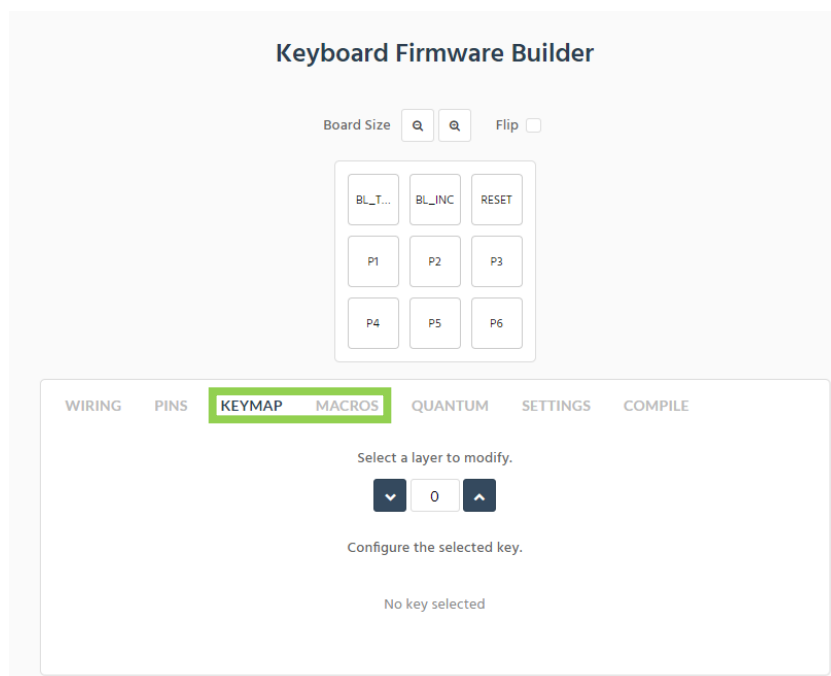 Keyboard Firmware Builder
Board Size Flip
BL_T... BL_INC RESET
P1 P2 P3
P4 P5 P6
WIRING PINS KEYMAP MACROS QUANTUM SETTINGS COMPILE
Select a layer to modify.
0
Configure the selected key.
No key selected